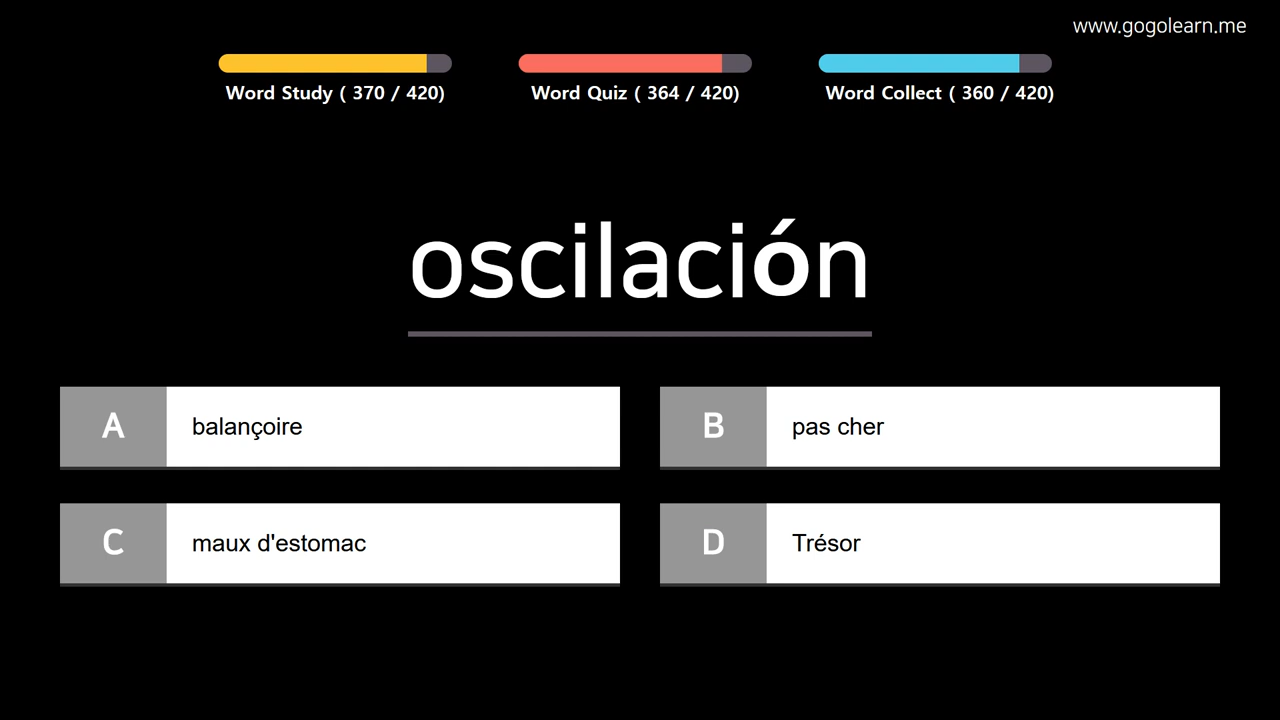 www.gogolearn.me
Word Study ( 370 / 420)
Word Quiz ( 364 / 420)
Word Collect ( 360 / 420)
oscilación
A balançoire
B pas cher
C maux d'estomac
D Trésor